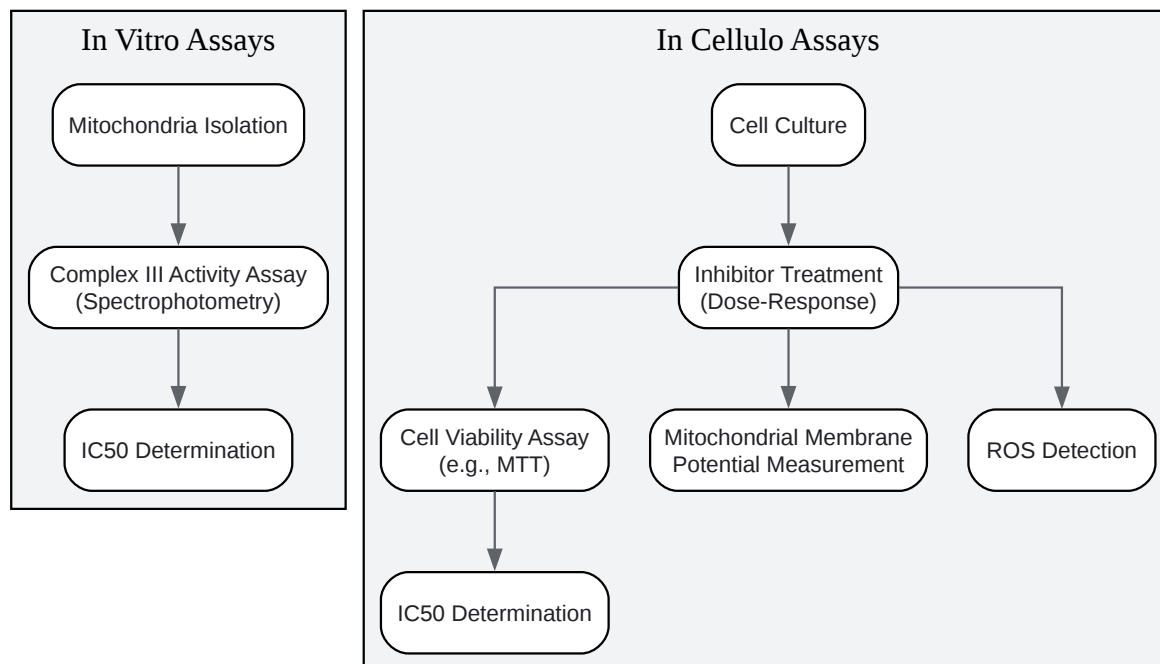 In Vitro Assays
Mitochondria Isolation
Complex III Activity Assay
(Spectrophotometry)
IC50 Determination
In Cellulo Assays
Cell Culture
Inhibitor Treatment
(Dose-Response)
Cell Viability Assay
(e.g., MTT)
Mitochondrial Membrane
Potential Measurement
ROS Detection
IC50 Determination